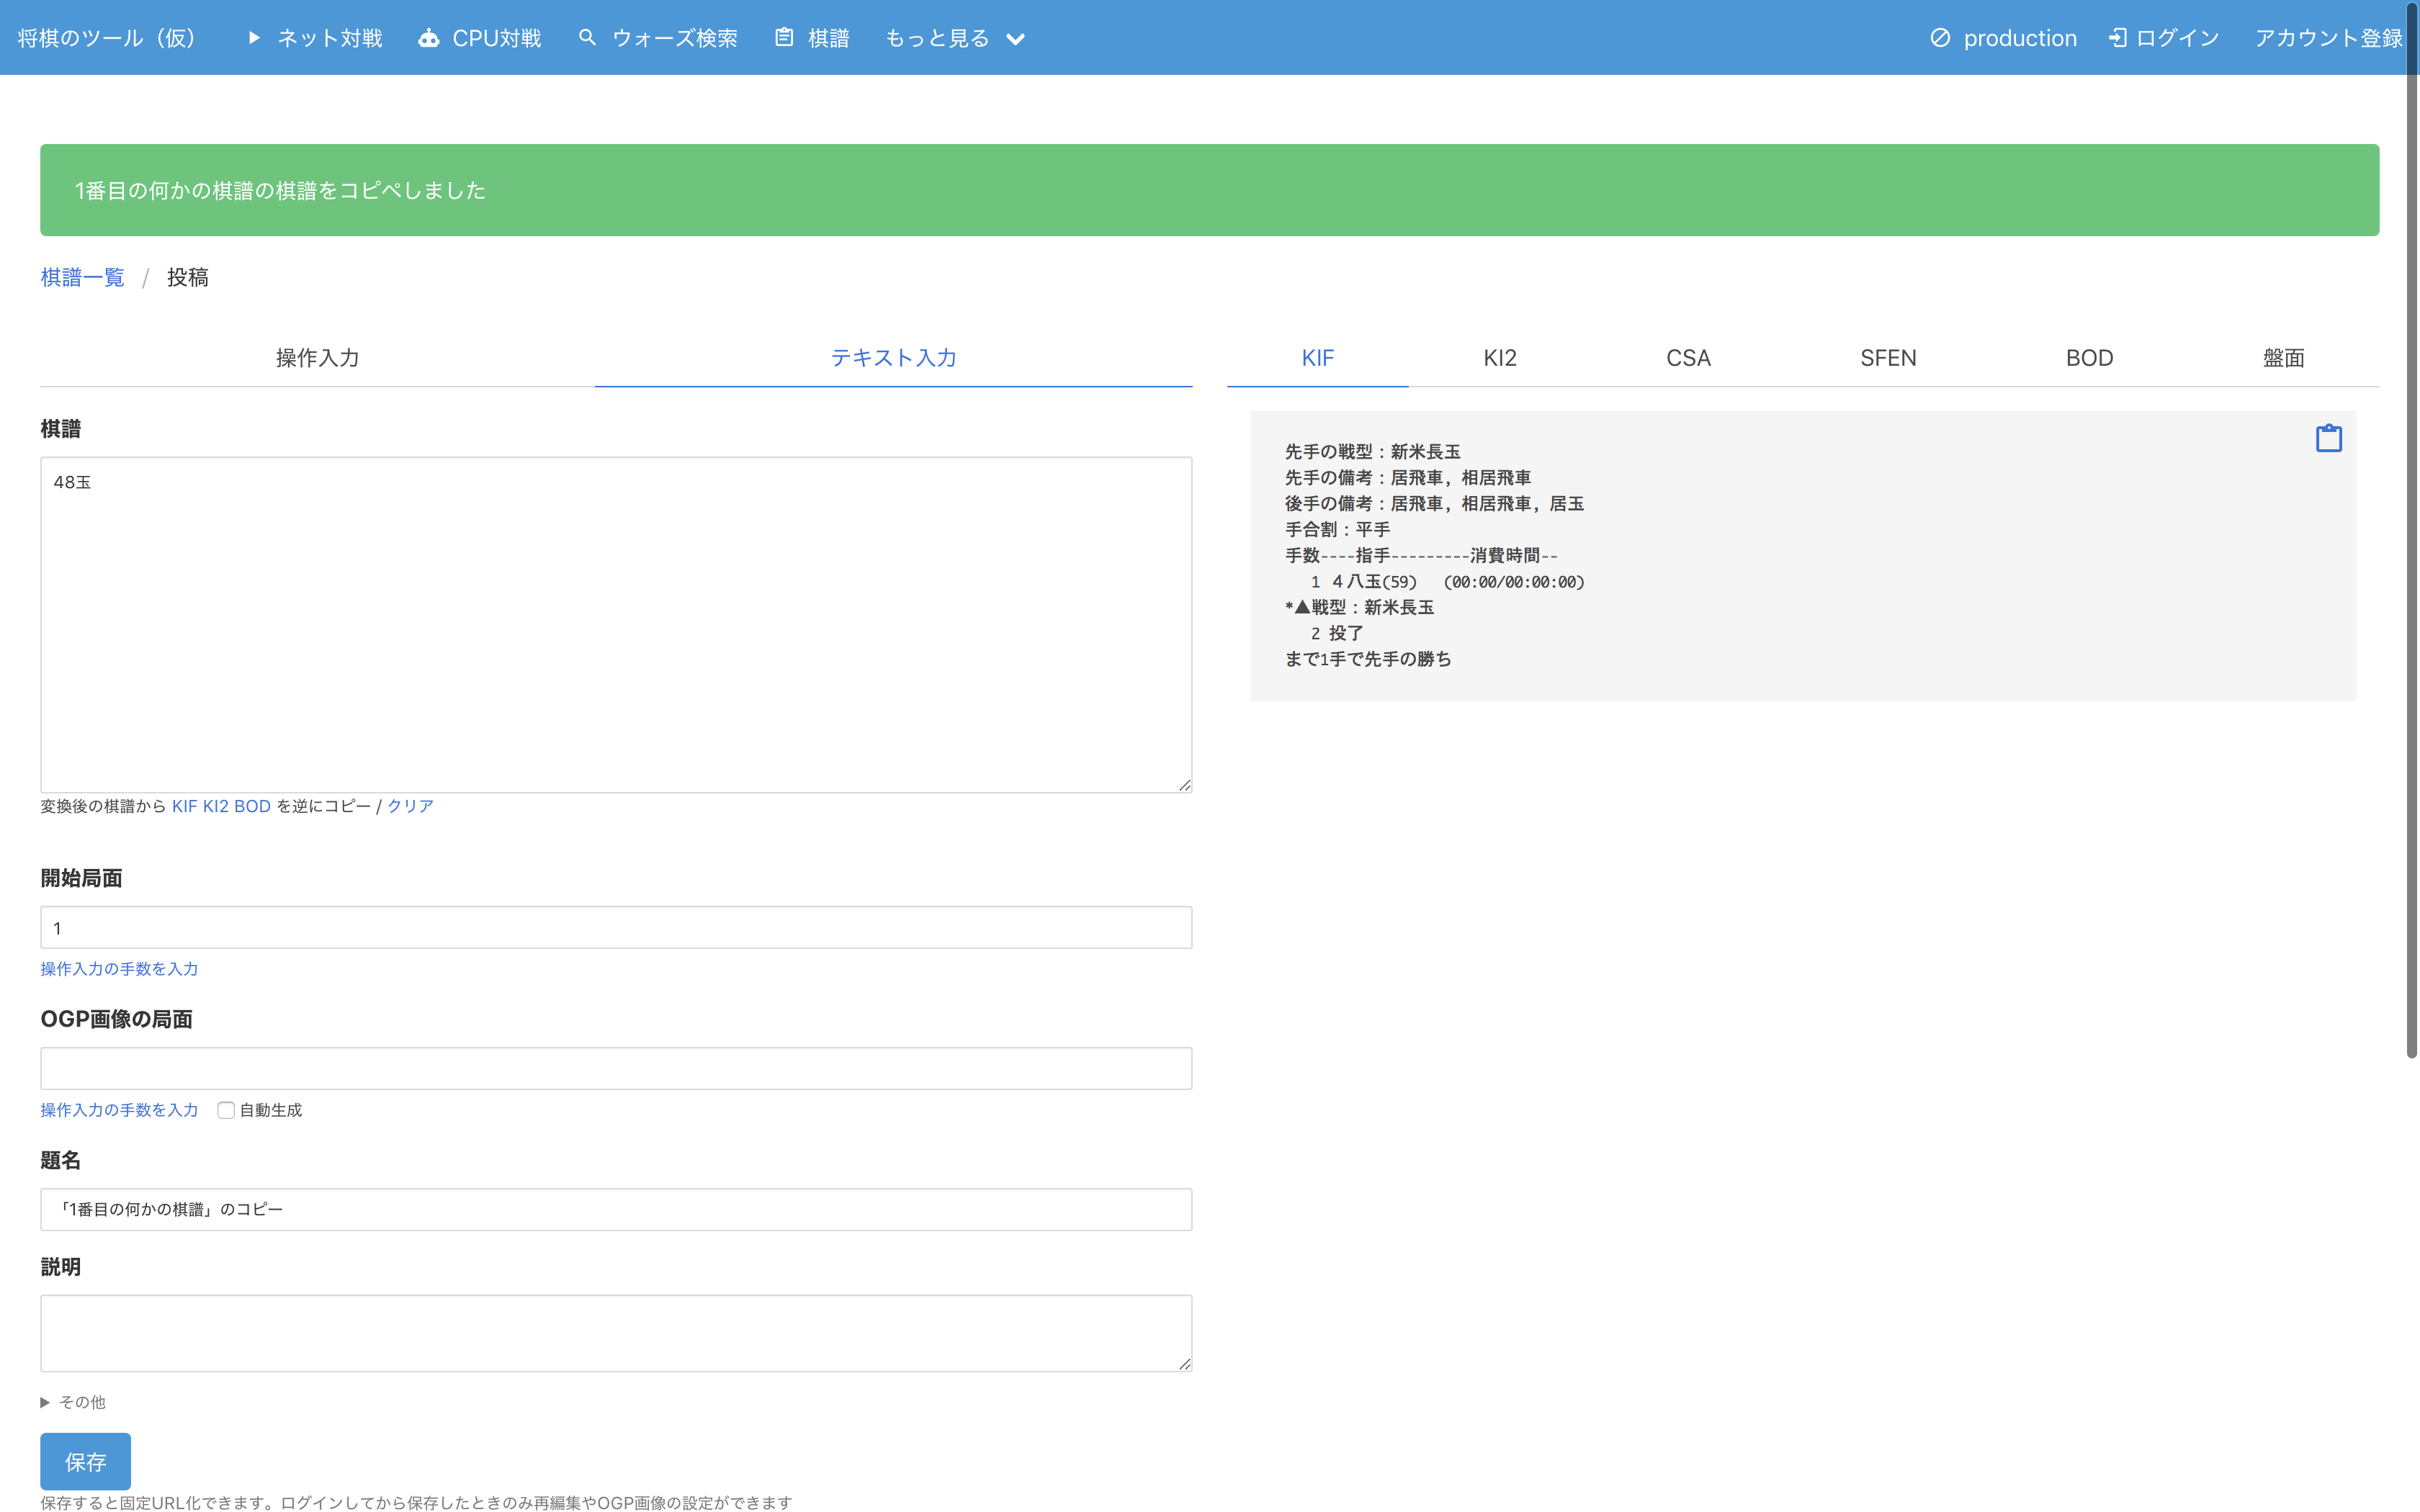 将棋のツール（仮） ネット対戦 CPU対戦 ウォーズ検索 棋譜 もっと見る production ログイン アカウント登録
1番目の何かの棋譜の棋譜をコピペしました
棋譜一覧 / 投稿
操作入力 テキスト入力
棋譜
48玉
変換後の棋譜から KIF KI2 BOD を逆にコピー / クリア
開始局面
1
操作入力の手数を入力
OGP画像の局面
操作入力の手数を入力 自動生成
題名
「1番目の何かの棋譜」のコピー
説明
▶ その他
保存
保存すると固定URL化できます。ログインしてから保存したときのみ再編集やOGP画像の設定ができます
KIF KI2 CSA SFEN BOD 盤面
先手の戦型：新米長玉
先手の備考：居飛車, 相居飛車
後手の備考：居飛車, 相居飛車, 居玉
手合割：平手
手数----指手---------消費時間--
1 ４八玉(59) (00:00/00:00:00)
*▲戦型：新米長玉
2 投了
まで1手で先手の勝ち